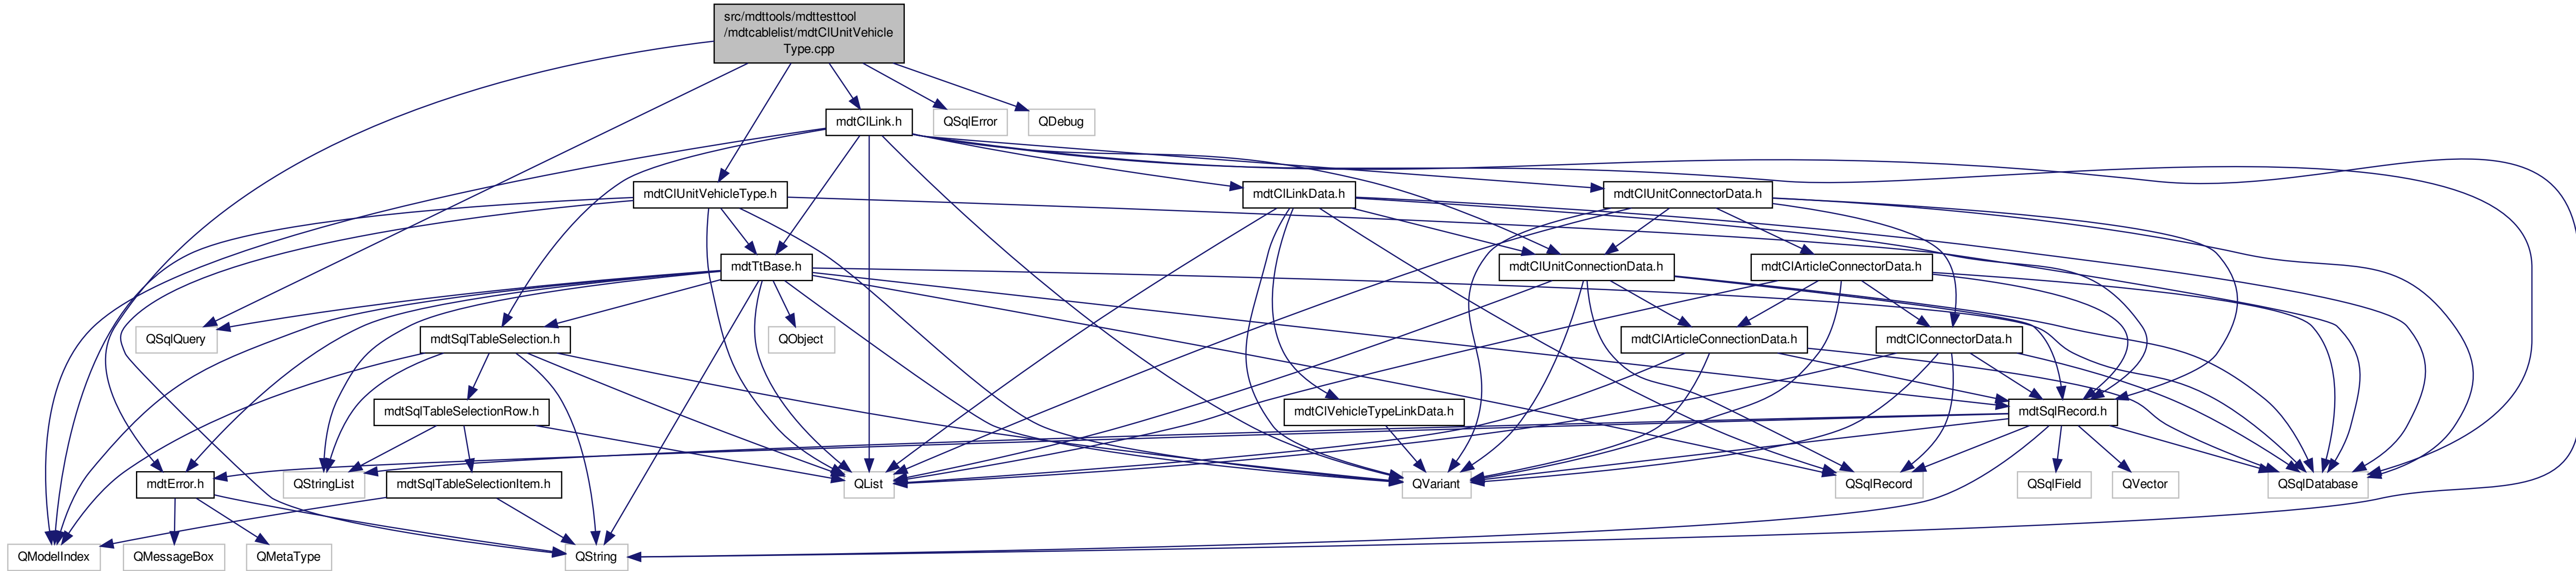 src/mdttools/mdttesttool
/mdtcablelist/mdtClUnitVehicle
Type.cpp
mdtClLink.h
QSqlError
QDebug
mdtClUnitVehicleType.h
mdtClLinkData.h
mdtClUnitConnectorData.h
mdtTtBase.h
mdtClUnitConnectionData.h
mdtClArticleConnectorData.h
QSqlQuery
mdtSqlTableSelection.h
QObject
mdtClArticleConnectionData.h
mdtClConnectorData.h
mdtSqlTableSelectionRow.h
mdtClVehicleTypeLinkData.h
mdtSqlRecord.h
mdtError.h
QStringList
mdtSqlTableSelectionItem.h
QList
QVariant
QSqlRecord
QSqlField
QVector
QSqlDatabase
QModelIndex
QMessageBox
QMetaType
QString